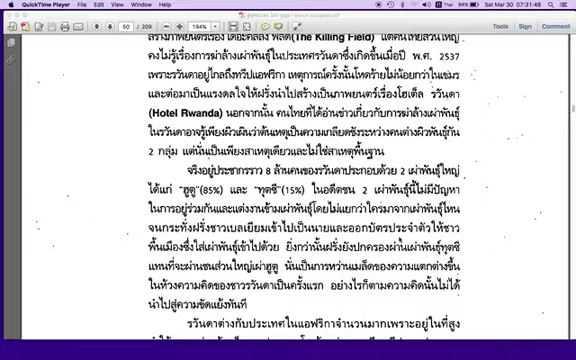 QuickTime Player File Edit View Window Help
Sat Mar 30 07:31:48
50 / 209
194%
Tools Sign Comment
สร้างภาพยนตร์เรื่อง (The Killing Field) แต่คนไทยส่วนใหญ่
คงไม่รู้เรื่องการฆ่าล้างเผ่าพันธุ์ในประเทศรวันดาซึ่งเกิดขึ้นเมื่อปี พ.ศ. 2537
เพราะรวันดาอยู่ไกลถึงทวีปแอฟริกา เหตุการณ์ครั้งนั้นโหดร้ายไม่น้อยกว่าในเขมร
และต่อมาเป็นแรงดลใจให้ฝรั่งนำไปสร้างเป็นภาพยนตร์เรื่องโฮเต็ล รวันดา
(Hotel Rwanda) นอกจากนั้น คนไทยที่ได้อ่านข่าวเกี่ยวกับการฆ่าล้างเผ่าพันธุ์
ในรวันดาอาจรู้เพียงผิวเผินว่าต้นเหตุเป็นความเกลียดชังระหว่างคนต่างผิวพันธุ์กัน
2 กลุ่ม แต่นั่นเป็นเพียงสาเหตุเดียวและไม่ใช่สาเหตุพื้นฐาน
จริงอยู่ประชากรราว 8 ล้านคนของรวันดาประกอบด้วย 2 เผ่าพันธุ์ใหญ่
ได้แก่ "ฮูตู" (85%) และ "ทุตซี" (15%) ในอดีตชน 2 เผ่าพันธุ์นี้ไม่มีปัญหา
ในการอยู่ร่วมกันและแต่งงานข้ามเผ่าพันธุ์โดยไม่แยกว่าใครมาจากเผ่าพันธุ์ไหน
จนกระทั่งฝรั่งชาวเบลเยียมเข้าไปเป็นนายและออกบัตรประจำตัวให้ชาว
พื้นเมืองซึ่งใส่เผ่าพันธุ์เข้าไปด้วย ยิ่งกว่านั้นฝรั่งยังปกครองผ่านเผ่าพันธุ์ทุตซี
แทนที่จะผ่านชนส่วนใหญ่เผ่าฮูตู นั่นเป็นการหว่านเมล็ดของความแตกต่างขึ้น
ในห้วงความคิดของชาวรวันดาเป็นครั้งแรก อย่างไรก็ตามความคิดนั้นไม่ได้
นำไปสู่ความขัดแย้งทันที
รวันดาต่างกับประเทศในแอฟริกาจำนวนมากเพราะอยู่ในที่สูง